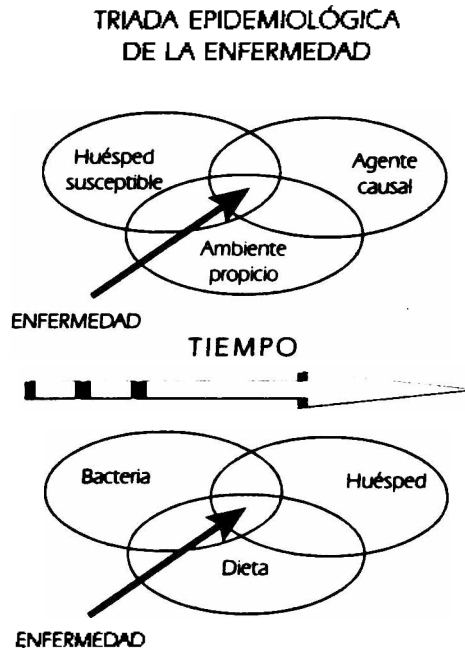 TRIADA EPIDEMIOLÓGICA
DE LA ENFERMEDAD
Huésped
susceptible
Agente
causal
Ambiente
propicio
ENFERMEDAD
TIEMPO
Bacteria
Huésped
Dieta
ENFERMEDAD